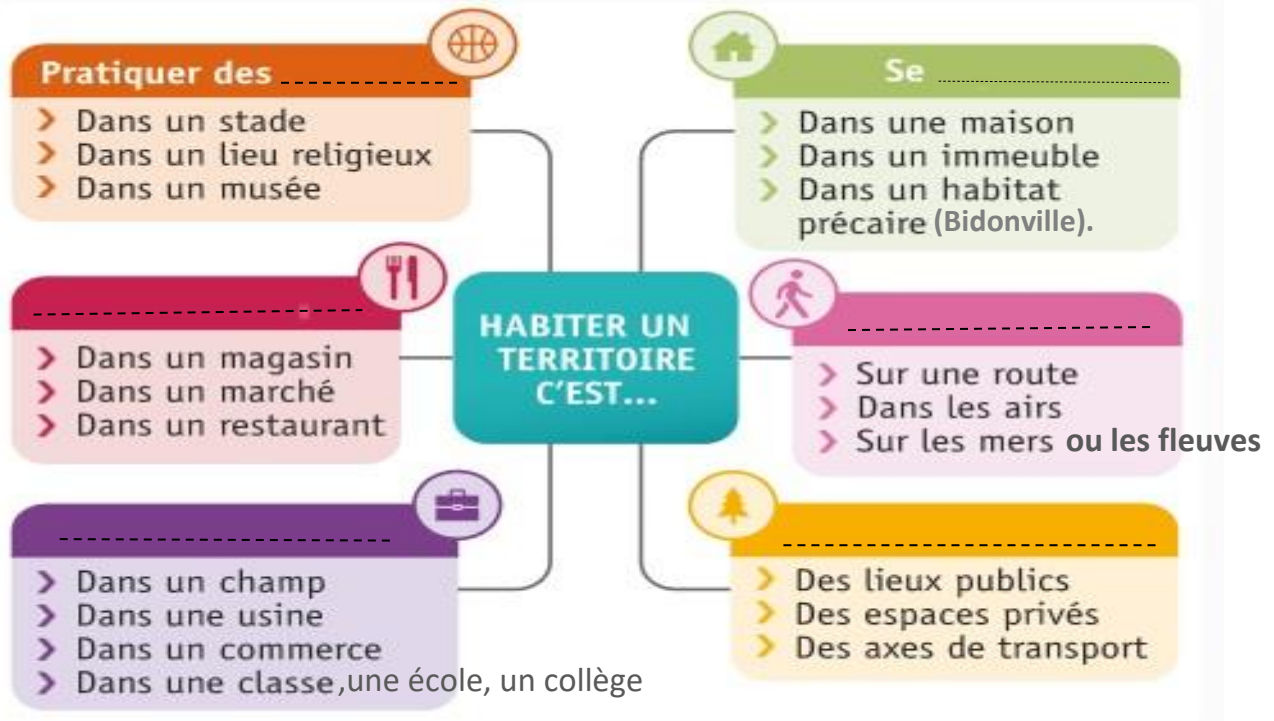 Pratiquer des
Dans un stade
Dans un lieu religieux
Dans un musée
Se
Dans une maison
Dans un immeuble
Dans un habitat
précaire (Bidonville).
Dans un magasin
Dans un marché
Dans un restaurant
HABITER UN
TERRITOIRE
C'EST...
Sur une route
Dans les airs
Sur les mers ou les fleuves
Dans un champ
Dans une usine
Dans un commerce
Dans une classe ,une école, un collège
Des lieux publics
Des espaces privés
Des axes de transport